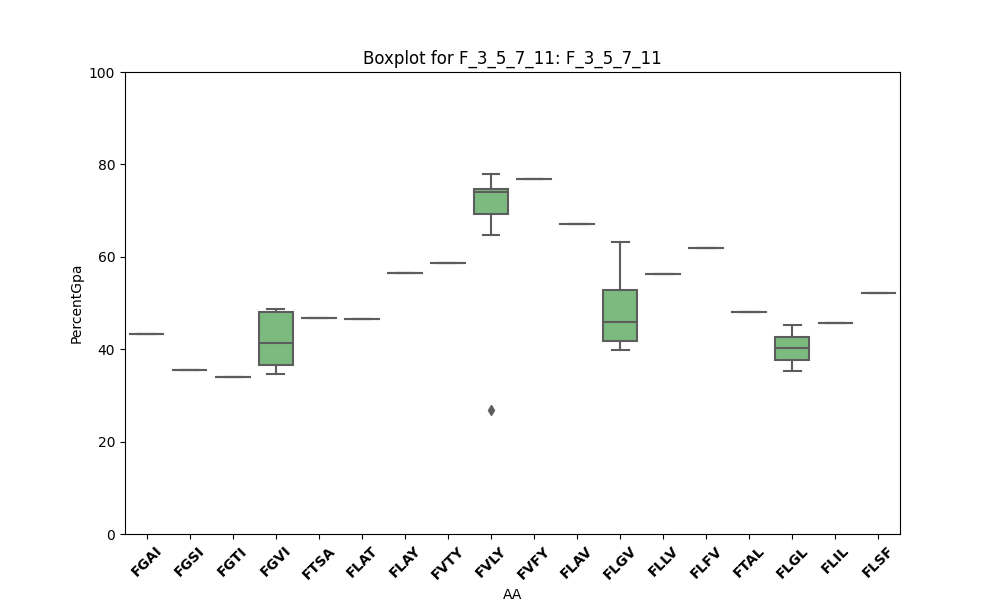 Boxplot for F_3_5_7_11: F_3_5_7_11
100
80
60
40
20
0
PercentGpa
FGAI
FGSI
FGTI
FGVI
FTSA
FLAT
FLAY
FVTY
FVLY
FVFY
FLAV
FLGV
FLLV
FLFV
FTAL
FLGL
FLIL
FLSF
AA